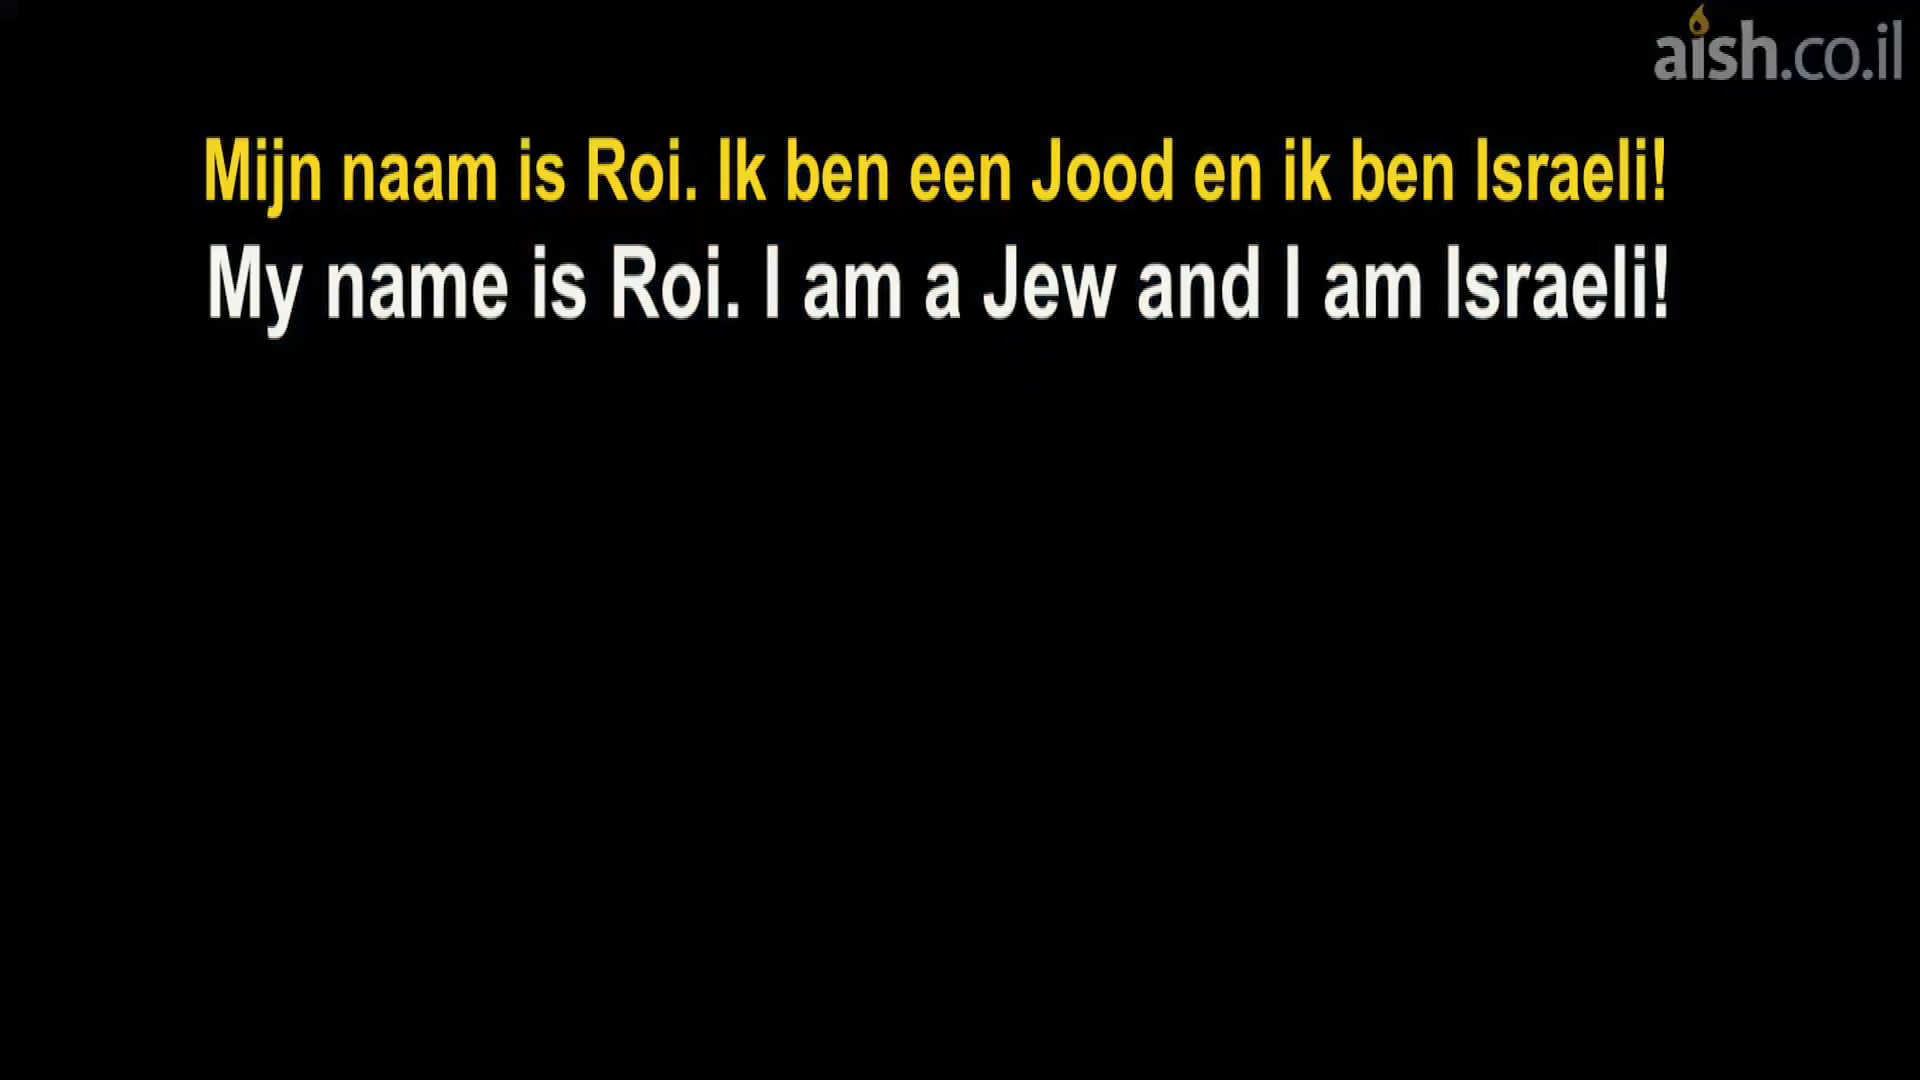 aish.co.il
Mijn naam is Roi. Ik ben een Jood en ik ben Israeli!
My name is Roi. I am a Jew and I am Israeli!